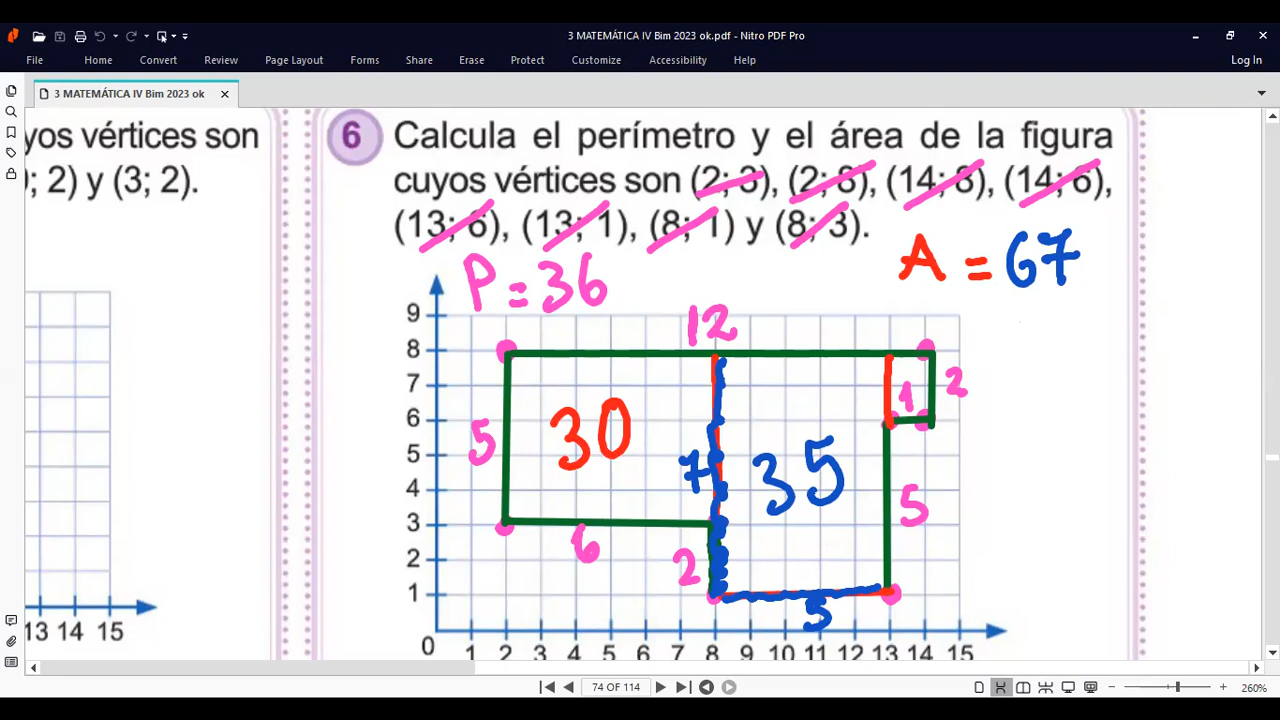 3 MATEMÁTICA IV Bim 2023 ok.pdf - Nitro PDF Pro
File Home Convert Review Page Layout Forms Share Erase Protect Customize Accessibility Help Log In
3 MATEMÁTICA IV Bim 2023 ok
yos vértices son
; 2) y (3; 2).
13 14 15
6 Calcula el perímetro y el área de la figura
cuyos vértices son (2; 3), (2; 8), (14; 8), (14; 6),
(13; 6), (13; 1), (8; 1) y (8; 3).
P = 36
A = 67
9
12
8
7
1 2
6
5
5 30
7 35
4
5
3
6
2
2
1
5
0
1 2 3 4 5 6 7 8 9 10 11 12 13 14 15
74 OF 114
260%